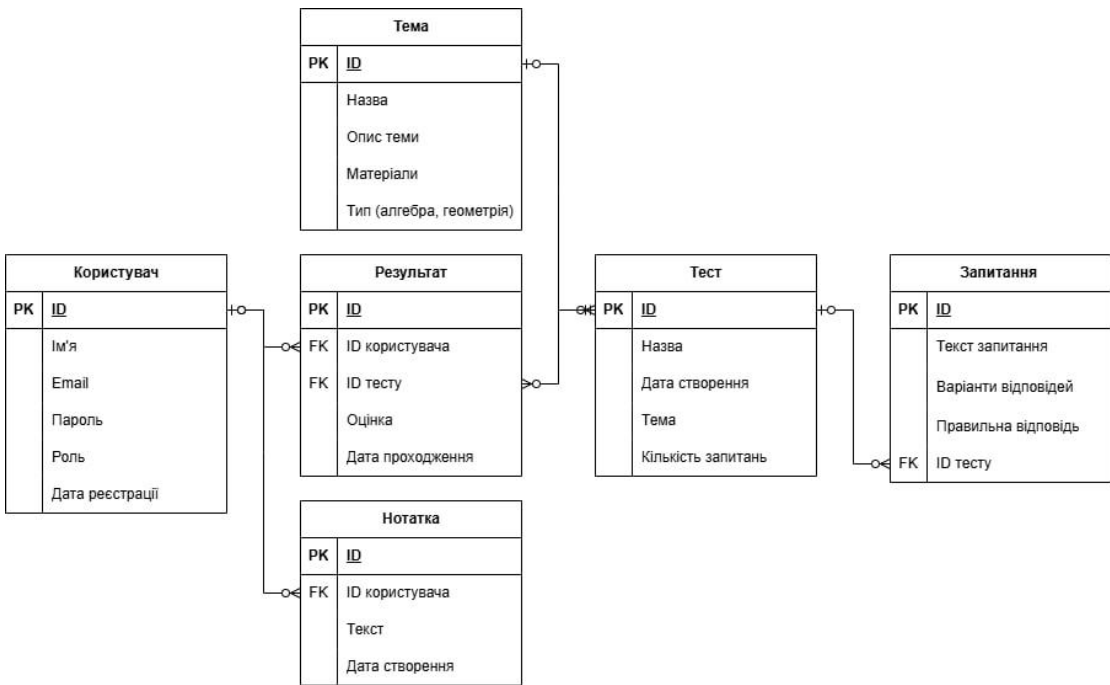 Тема
PK ID
Назва
Опис теми
Матеріали
Тип (алгебра, геометрія)
Користувач
PK ID
Ім'я
Email
Пароль
Роль
Дата реєстрації
Результат
PK ID
FK ID користувача
FK ID тесту
Оцінка
Дата проходження
Тест
PK ID
Назва
Дата створення
Тема
Кількість запитань
Запитання
PK ID
Текст запитання
Варіанти відповідей
Правильна відповідь
FK ID тесту
Нотатка
PK ID
FK ID користувача
Текст
Дата створення